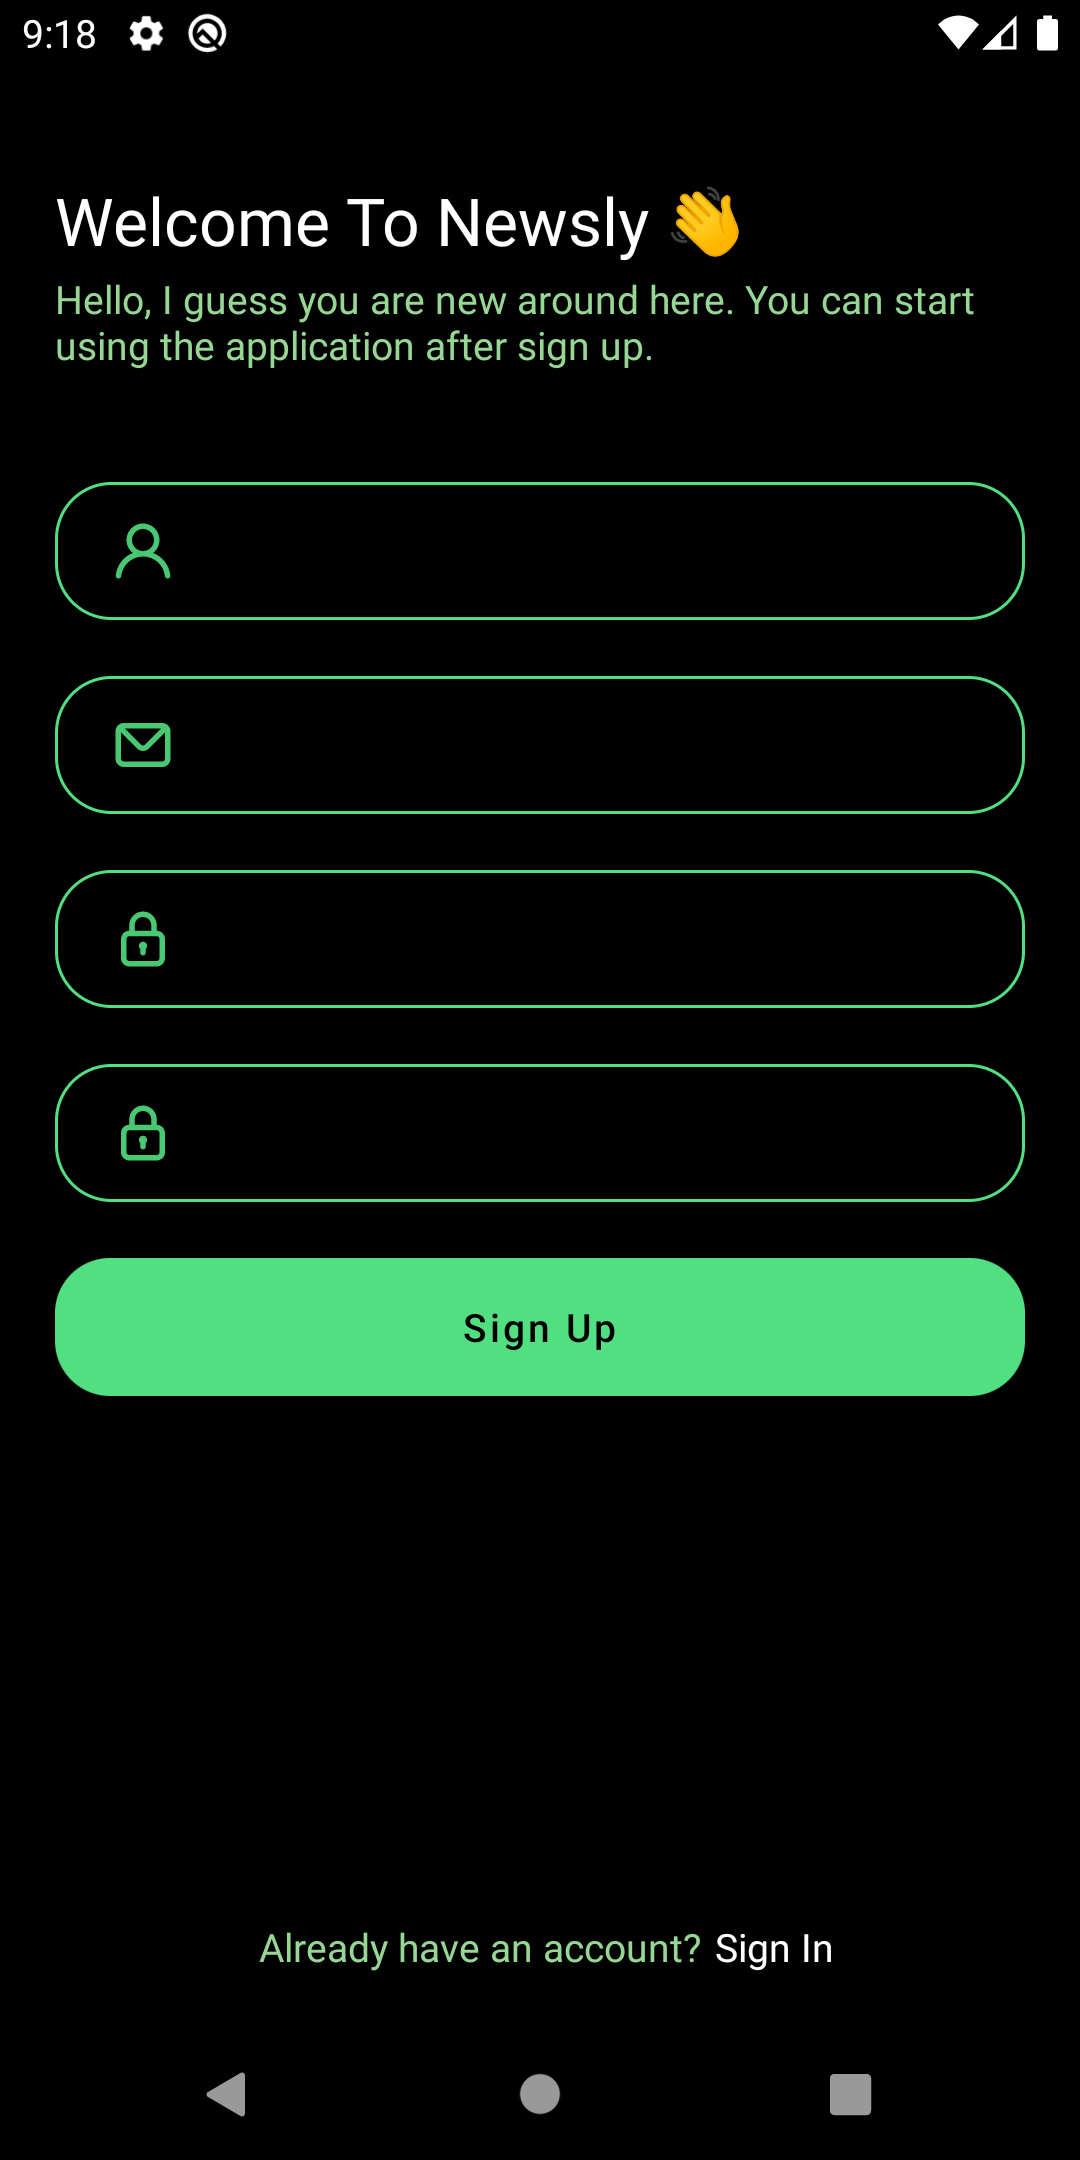 9:18
Welcome To Newsly 👋
Hello, I guess you are new around here. You can start
using the application after sign up.
Sign Up
Already have an account? Sign In